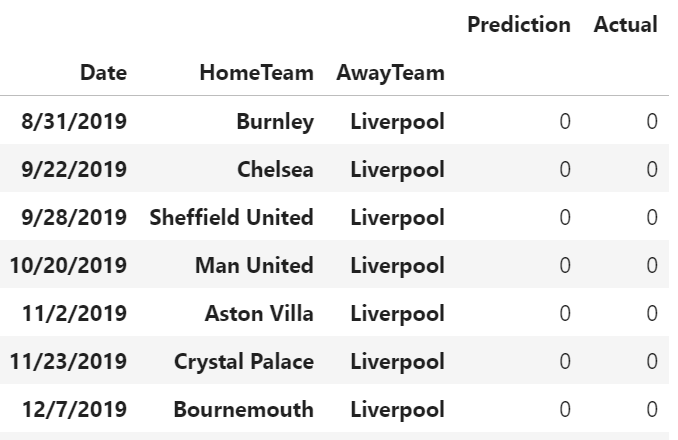 Prediction Actual
Date HomeTeam AwayTeam
8/31/2019 Burnley Liverpool 0 0
9/22/2019 Chelsea Liverpool 0 0
9/28/2019 Sheffield United Liverpool 0 0
10/20/2019 Man United Liverpool 0 0
11/2/2019 Aston Villa Liverpool 0 0
11/23/2019 Crystal Palace Liverpool 0 0
12/7/2019 Bournemouth Liverpool 0 0